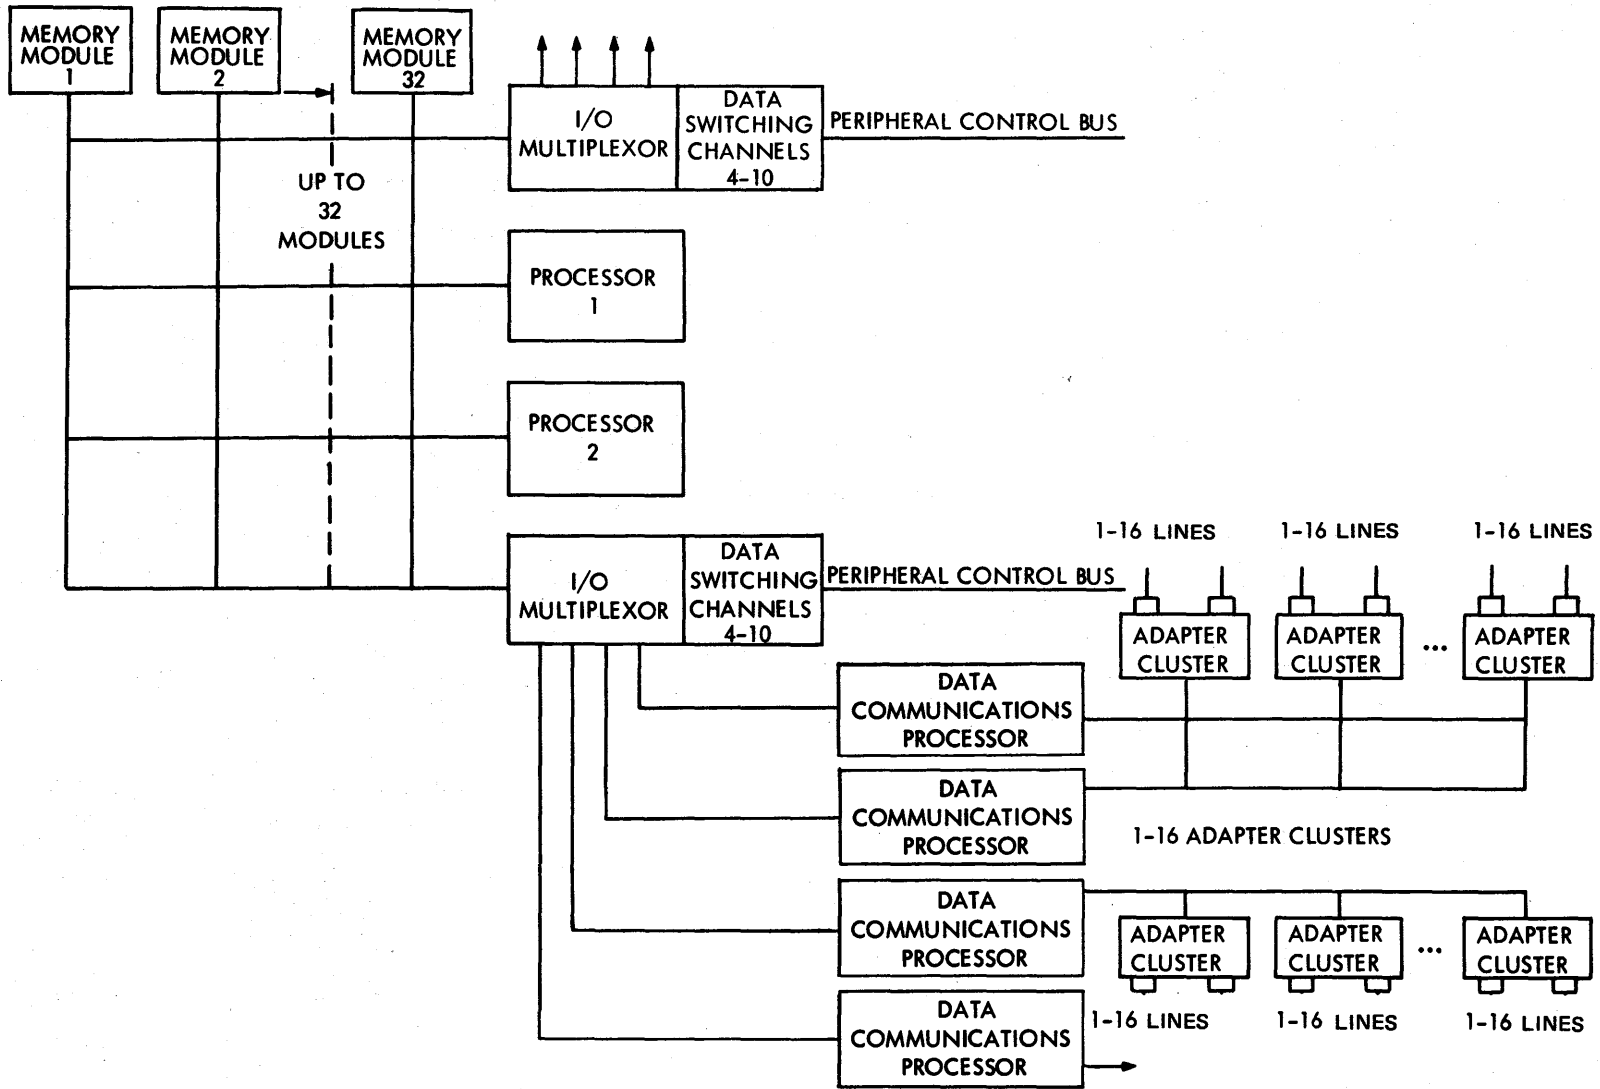 MEMORY
MODULE
1
MEMORY
MODULE
2
MEMORY
MODULE
32
UP TO
32
MODULES
I/O
MULTIPLEXOR
DATA
SWITCHING
CHANNELS
4-10
PERIPHERAL CONTROL BUS
PROCESSOR
1
PROCESSOR
2
I/O
MULTIPLEXOR
DATA
SWITCHING
CHANNELS
4-10
PERIPHERAL CONTROL BUS
1-16 LINES
1-16 LINES
1-16 LINES
ADAPTER
CLUSTER
ADAPTER
CLUSTER
...
ADAPTER
CLUSTER
DATA
COMMUNICATIONS
PROCESSOR
DATA
COMMUNICATIONS
PROCESSOR
1-16 ADAPTER CLUSTERS
DATA
COMMUNICATIONS
PROCESSOR
ADAPTER
CLUSTER
ADAPTER
CLUSTER
...
ADAPTER
CLUSTER
DATA
COMMUNICATIONS
PROCESSOR
1-16 LINES
1-16 LINES
1-16 LINES